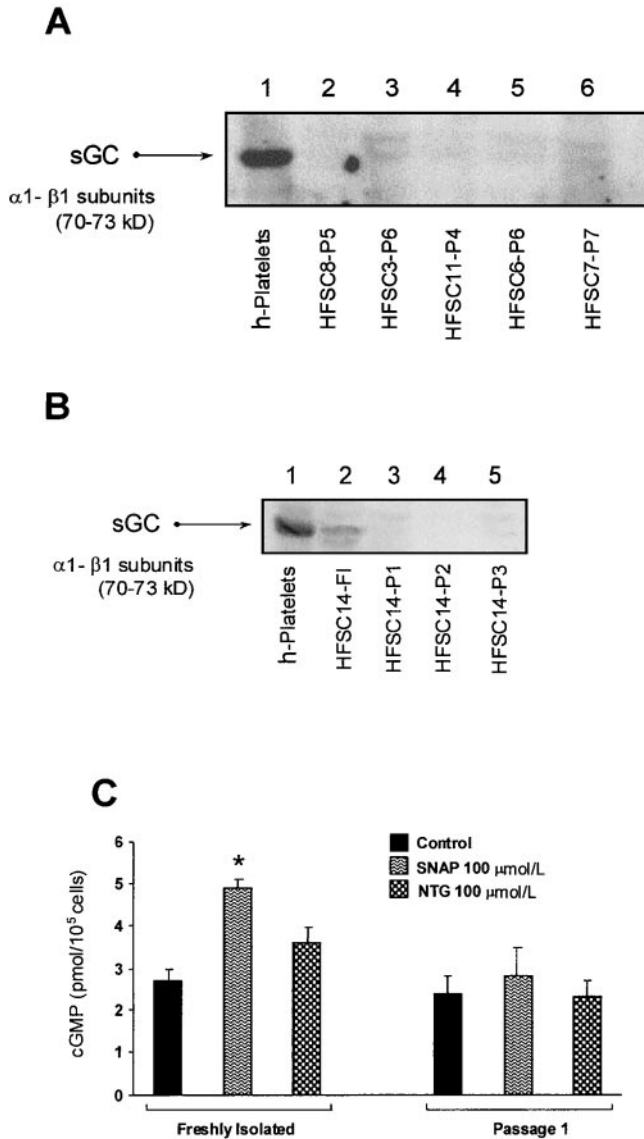 A
1 2 3 4 5 6
sGC
α1- β1 subunits
(70-73 kD)
h-Platelets
HFSC8-P5
HFSC3-P6
HFSC11-P4
HFSC6-P6
HFSC7-P7
B
1 2 3 4 5
sGC
α1- β1 subunits
(70-73 kD)
h-Platelets
HFSC14-FI
HFSC14-P1
HFSC14-P2
HFSC14-P3
C
cGMP (pmol/10⁵ cells)
6
5
4
3
2
1
0
*
Control
SNAP 100 μmol/L
NTG 100 μmol/L
Freshly Isolated
Passage 1